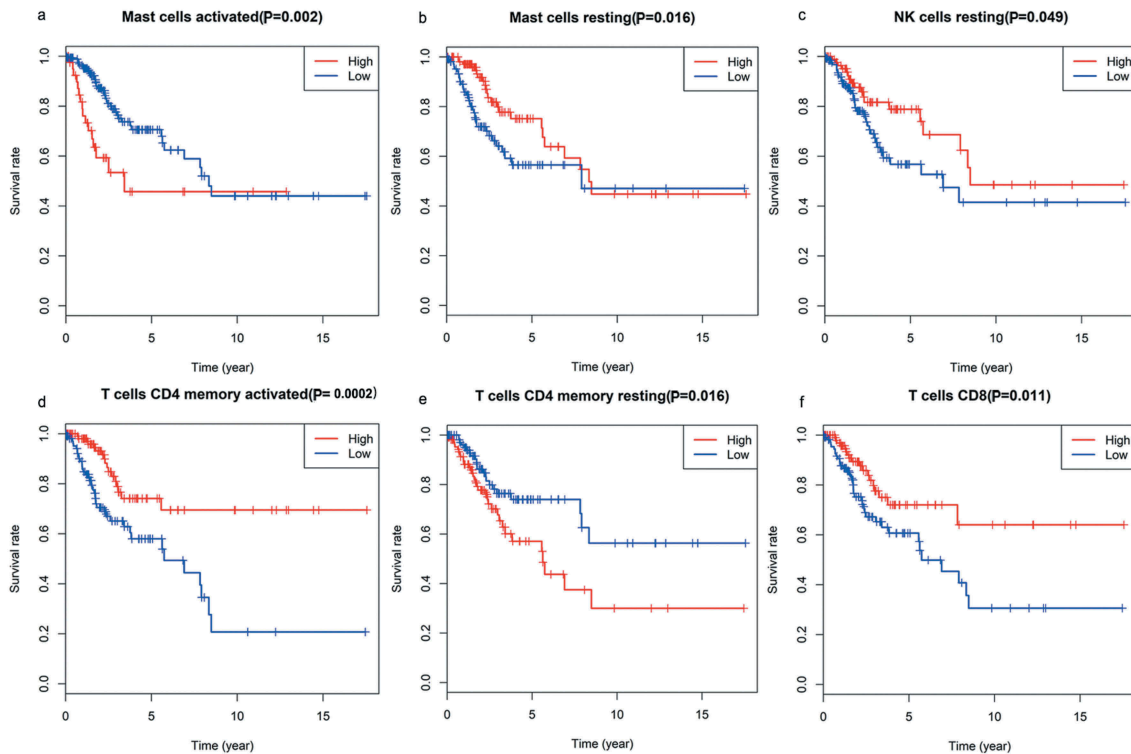 a Mast cells activated(P=0.002)
High
Low
Survival rate
0.0 0.2 0.4 0.6 0.8 1.0
0 5 10 15
Time (year)
b Mast cells resting(P=0.016)
High
Low
Survival rate
0.0 0.2 0.4 0.6 0.8 1.0
0 5 10 15
Time (year)
c NK cells resting(P=0.049)
High
Low
Survival rate
0.0 0.2 0.4 0.6 0.8 1.0
0 5 10 15
Time (year)
d T cells CD4 memory activated(P= 0.0002)
High
Low
Survival rate
0.0 0.2 0.4 0.6 0.8 1.0
0 5 10 15
Time (year)
e T cells CD4 memory resting(P=0.016)
High
Low
Survival rate
0.0 0.2 0.4 0.6 0.8 1.0
0 5 10 15
Time (year)
f T cells CD8(P=0.011)
High
Low
Survival rate
0.0 0.2 0.4 0.6 0.8 1.0
0 5 10 15
Time (year)